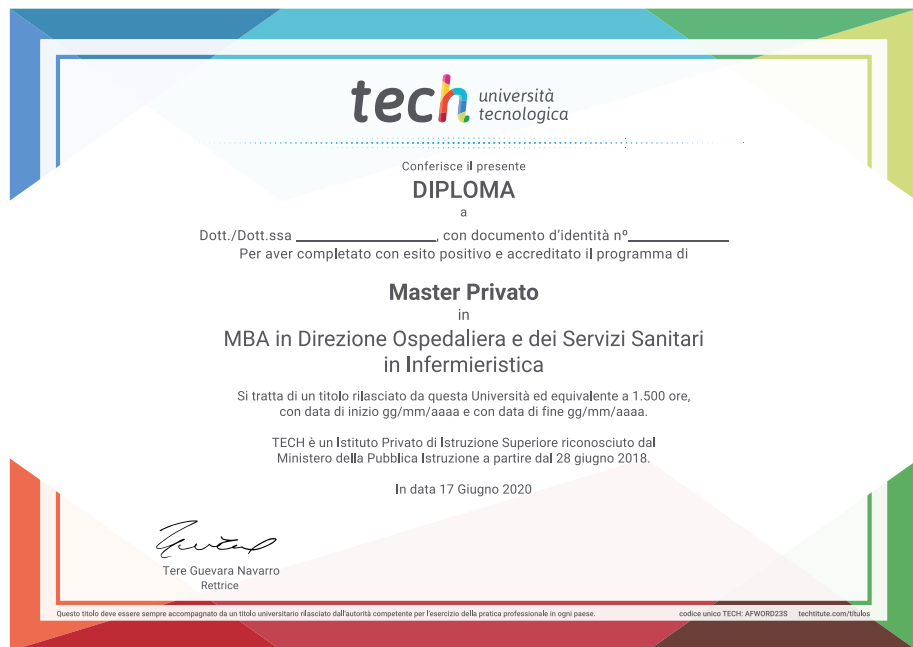 tech università
tecnologica
Conferisce il presente
DIPLOMA
a
Dott./Dott.ssa ________________, con documento d'identità nº____________
Per aver completato con esito positivo e accreditato il programma di
Master Privato
in
MBA in Direzione Ospedaliera e dei Servizi Sanitari
in Infermieristica
Si tratta di un titolo rilasciato da questa Università ed equivalente a 1.500 ore,
con data di inizio gg/mm/aaaa e con data di fine gg/mm/aaaa.
TECH è un Istituto Privato di Istruzione Superiore riconosciuto dal
Ministero della Pubblica Istruzione a partire dal 28 giugno 2018.
In data 17 Giugno 2020
Tere Guevara Navarro
Rettrice
Questo titolo deve essere sempre accompagnato da un titolo universitario rilasciato dall'autorità competente per l'esercizio della pratica professionale in ogni paese. codice unico TECH: AFWORD23S techtitute.com/titulos